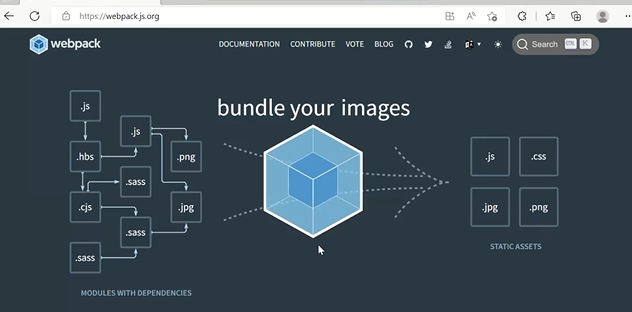 https://webpack.js.org
webpack
DOCUMENTATION CONTRIBUTE VOTE BLOG
Search CTRL K
bundle your images
.js
.js
.hbs
.png
.sass
.cjs
.jpg
.sass
.sass
MODULES WITH DEPENDENCIES
.js .css
.jpg .png
STATIC ASSETS